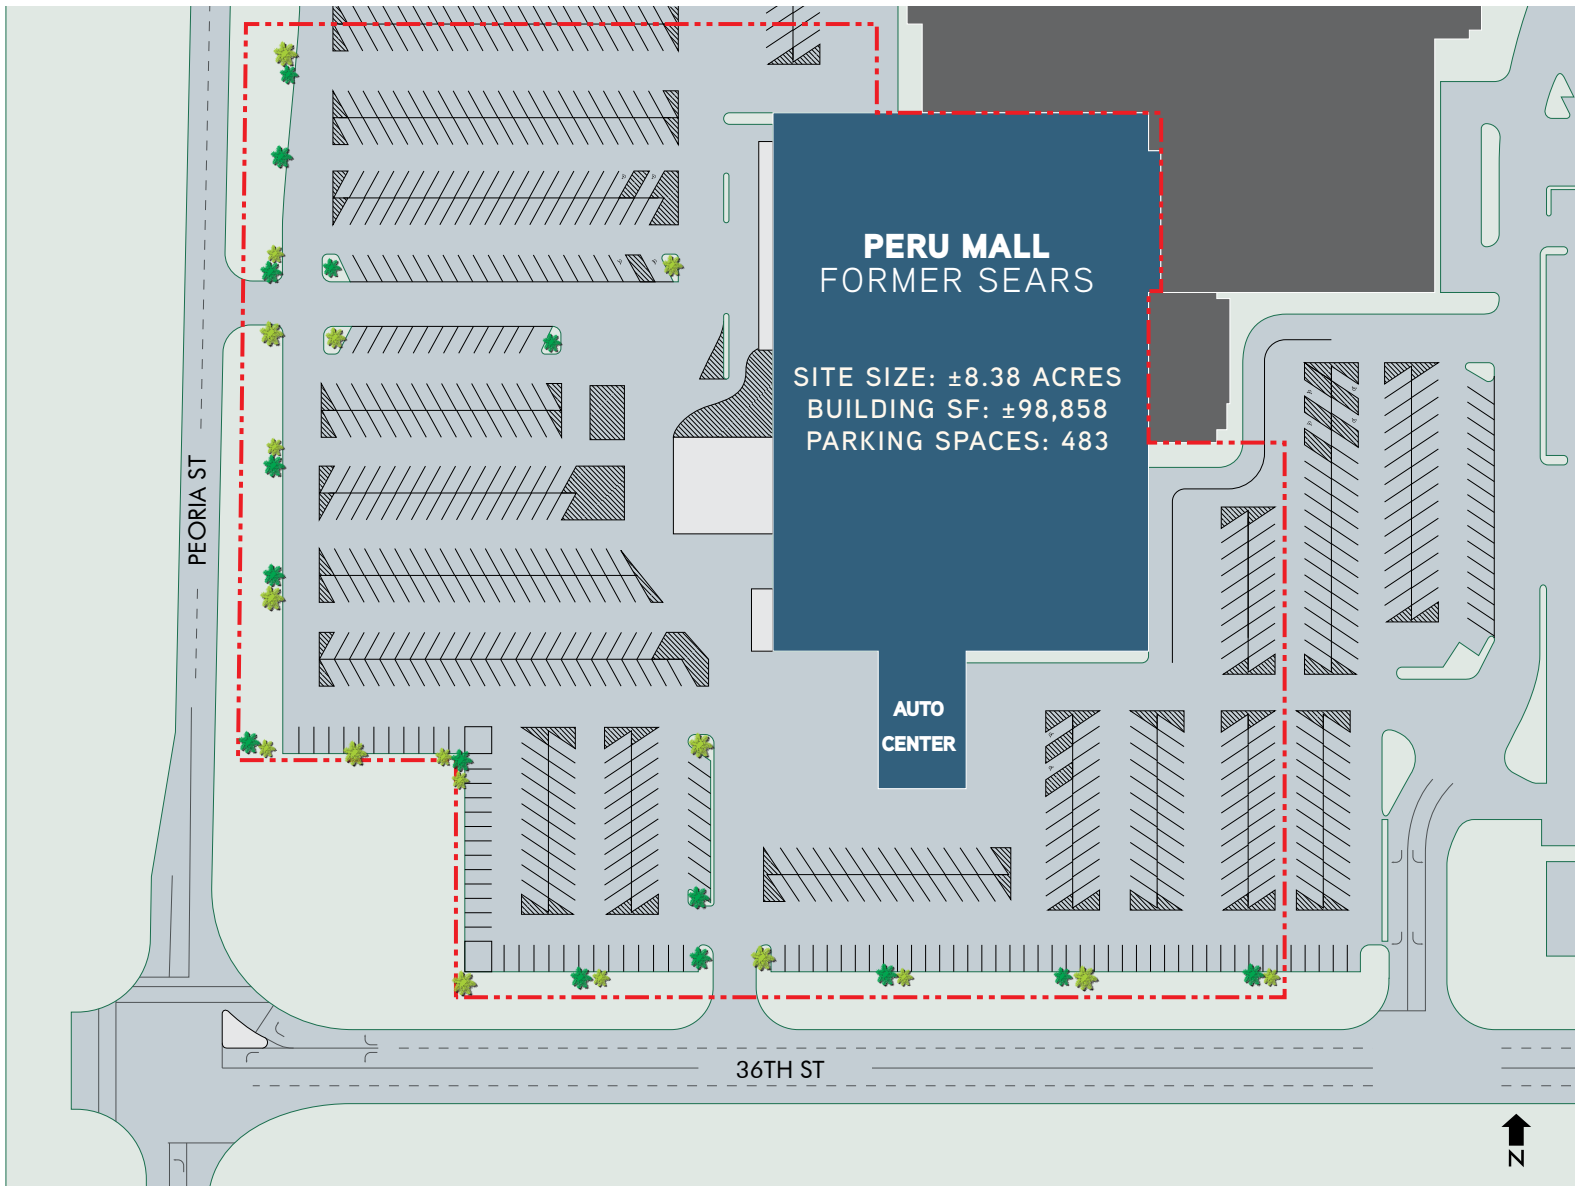 PERU MALL
FORMER SEARS
SITE SIZE: ±8.38 ACRES
BUILDING SF: ±98,858
PARKING SPACES: 483
PEORIA ST
AUTO
CENTER
36TH ST
N